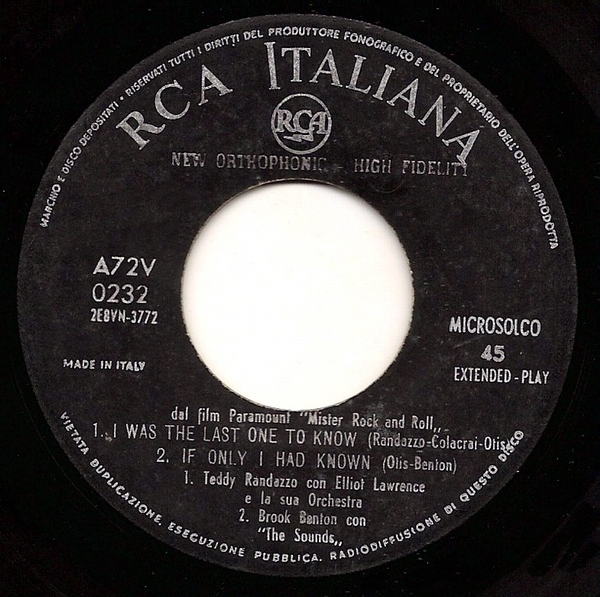 MARCHIO E DISCO DEPOSITATI · RISERVATI TUTTI I DIRITTI DEL PRODUTTORE FONOGRAFICO E DEL PROPRIETARIO DELL'OPERA RIPRODOTTA
RCA ITALIANA
RCA
NEW ORTHOPHONIC - HIGH FIDELITY
A72V
0232
2E8VN-3772
MICROSOLCO
45
EXTENDED - PLAY
MADE IN ITALY
dal film Paramount "Mister Rock and Roll„
1. I WAS THE LAST ONE TO KNOW (Randazzo-Colacrai-Otis)
2. IF ONLY I HAD KNOWN (Otis-Benton)
1. Teddy Randazzo con Elliot Lawrence
e la sua Orchestra
2. Brook Banton con
"The Sounds„
VIETATA DUPLICAZIONE, ESECUZIONE PUBBLICA, RADIODIFFUSIONE DI QUESTO DISCO